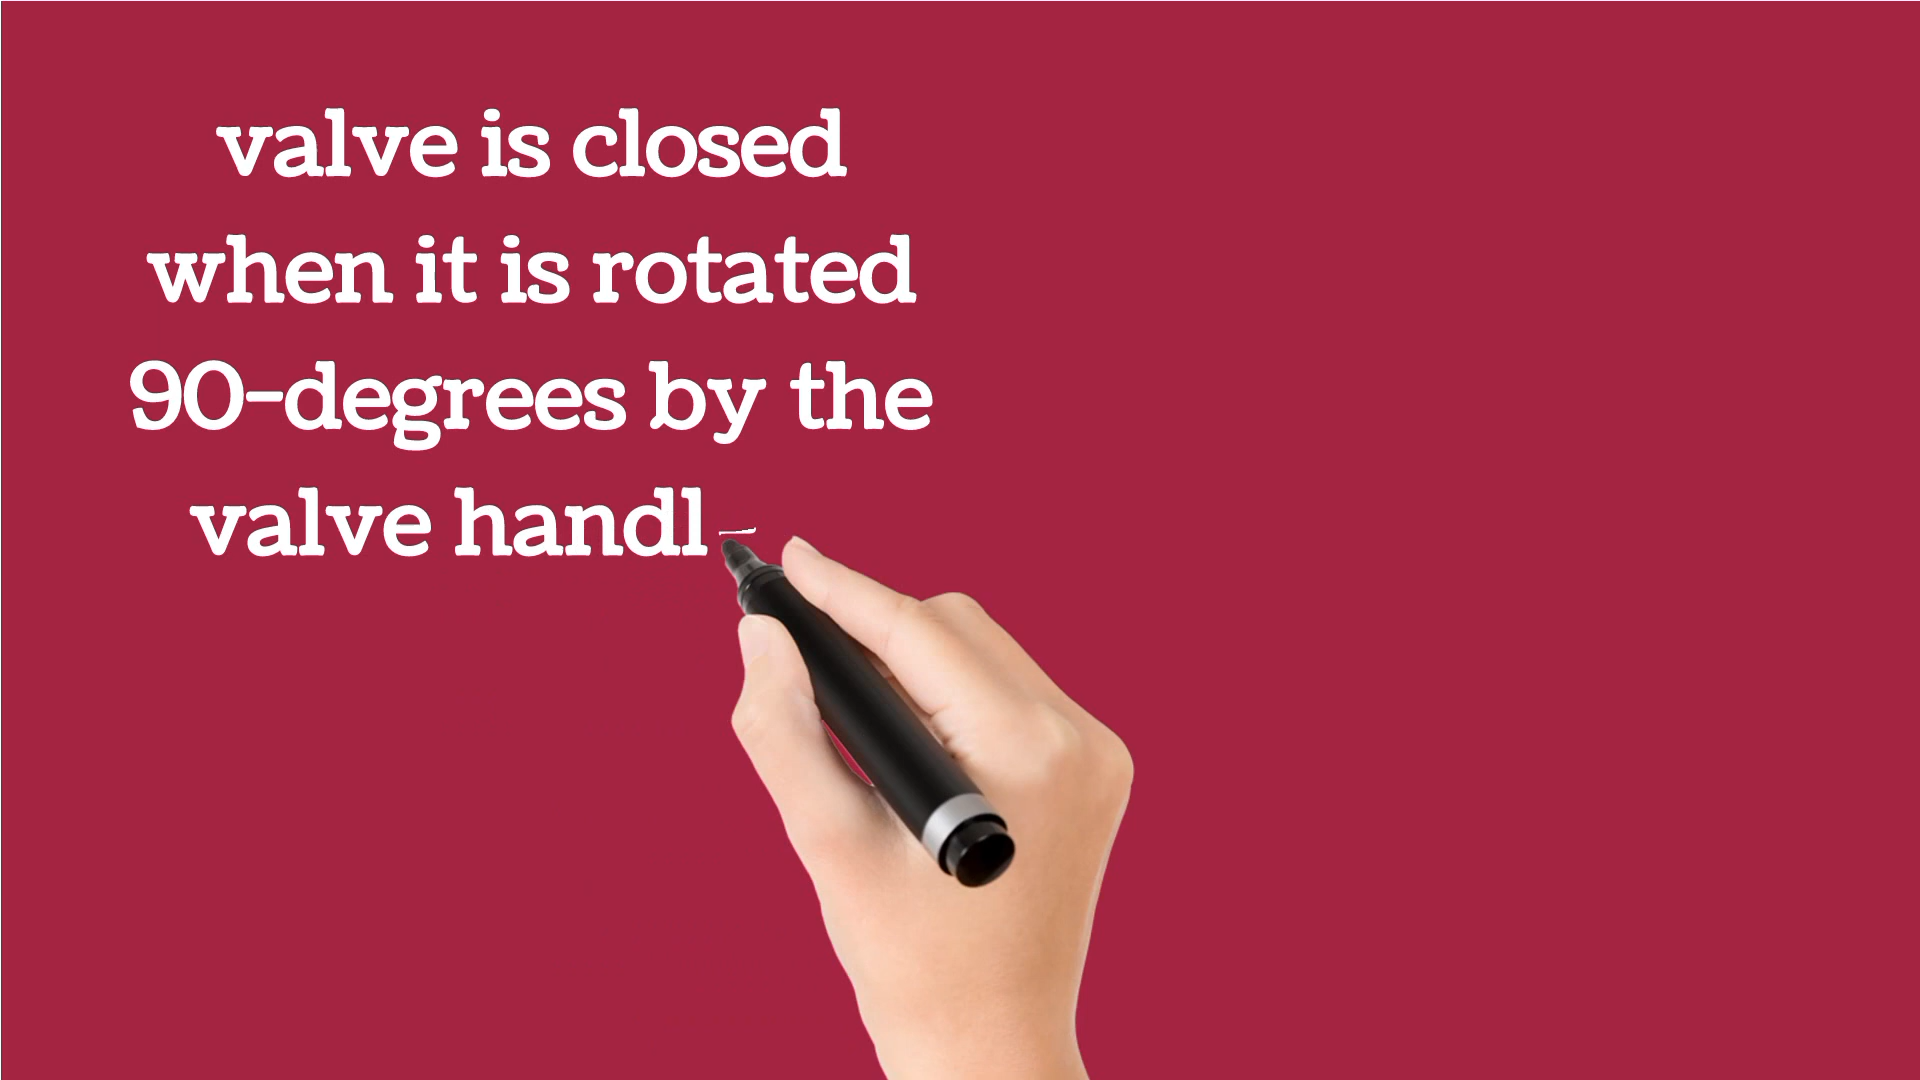 valve is closed
when it is rotated
90-degrees by the
valve handl